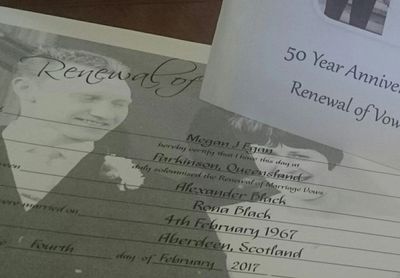 50 Year Anniver
Renewal of Vow
Renewal of
Megan J Egan
hereby certify that I have this day at
Parkinson, Queensland
duly solemnized the Renewal of Marriage Vows
Alexander Black
Rona Black
were married on
4th February 1967
Aberdeen, Scotland
fourth day of February 2017